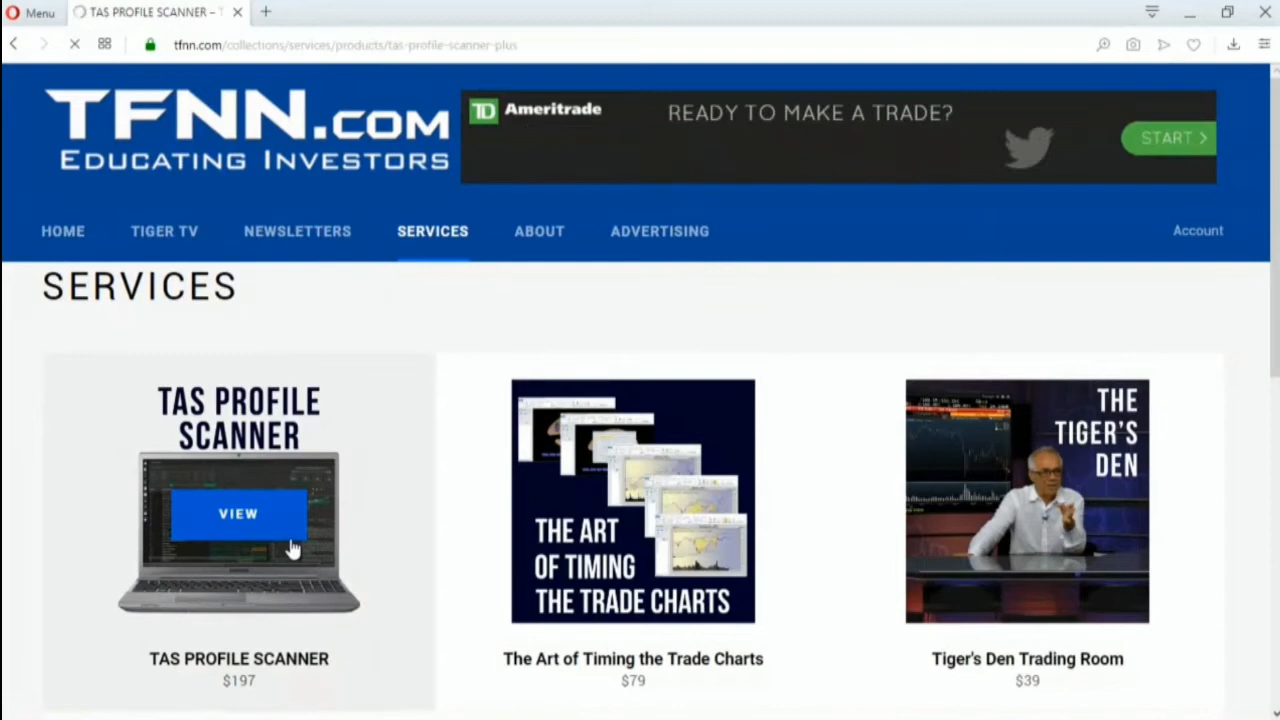 Menu
TAS PROFILE SCANNER –
tfnn.com/collections/services/products/tas-profile-scanner-plus
TFNN.COM
EDUCATING INVESTORS
TD Ameritrade
READY TO MAKE A TRADE?
START >
HOME
TIGER TV
NEWSLETTERS
SERVICES
ABOUT
ADVERTISING
Account
SERVICES
TAS PROFILE
SCANNER
VIEW
THE ART
OF TIMING
THE TRADE CHARTS
THE
TIGER'S
DEN
TAS PROFILE SCANNER
$197
The Art of Timing the Trade Charts
$79
Tiger's Den Trading Room
$39